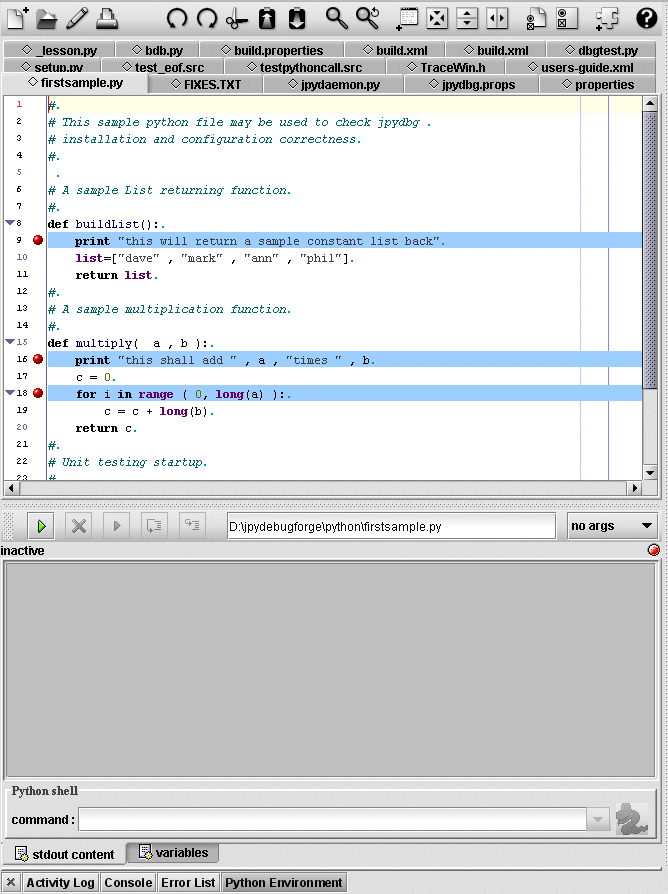 _lesson.py bdb.py build.properties build.xml build.xml dbgtest.py
setup.py test_eof.src testpythoncall.src TraceWin.h users-guide.xml
firstsample.py FIXES.TXT jpydaemon.py jpydbg.props properties
1 #.
2 # This sample python file may be used to check jpydbg .
3 # installation and configuration correctness.
4 #.
5 .
6 # A sample List returning function.
7 #.
8 def buildList():.
9 print "this will return a sample constant list back".
10 list=["dave" , "mark" , "ann" , "phil"].
11 return list.
12 #.
13 # A sample multiplication function.
14 #.
15 def multiply( a , b ):.
16 print "this shall add " , a , "times " , b.
17 c = 0.
18 for i in range ( 0, long(a) ):.
19 c = c + long(b).
20 return c.
21 #.
22 # Unit testing startup.
23 #
D:\jpydebugforge\python\firstsample.py no args
inactive
Python shell
command :
stdout content variables
Activity Log Console Error List Python Environment